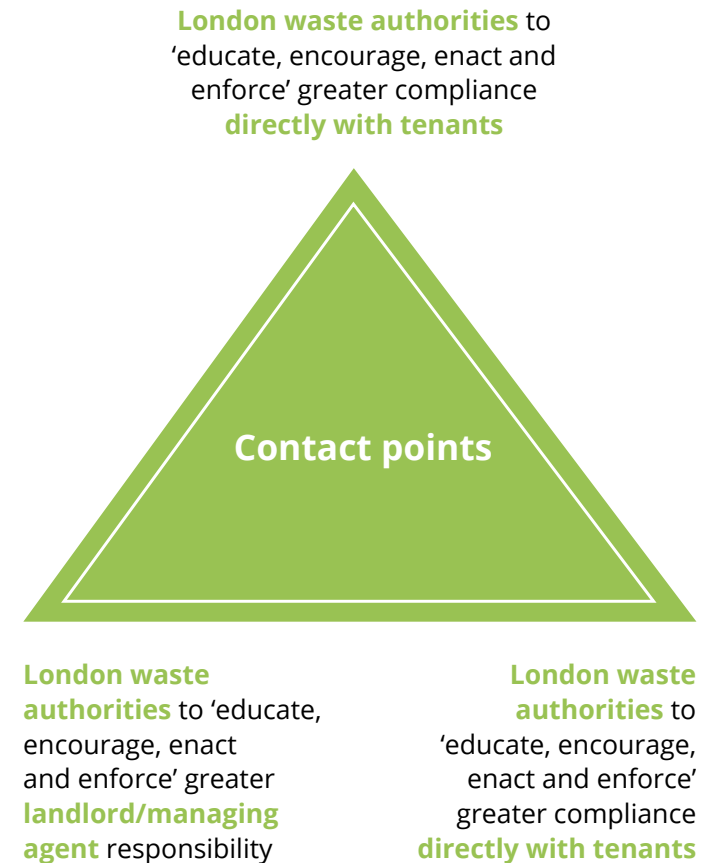 London waste authorities to
‘educate, encourage, enact and
enforce’ greater compliance
directly with tenants
Contact points
London waste
authorities to ‘educate,
encourage, enact
and enforce’ greater
landlord/managing
agent responsibility
London waste
authorities to
‘educate, encourage,
enact and enforce’
greater compliance
directly with tenants